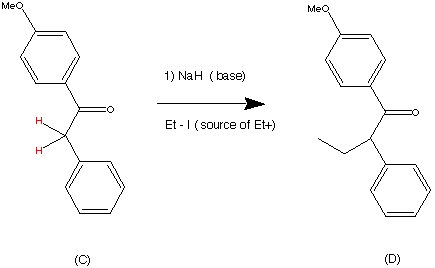 MeO
MeO
1) NaH ( base)
O
O
H
Et - I ( source of Et+)
H
(C)
(D)